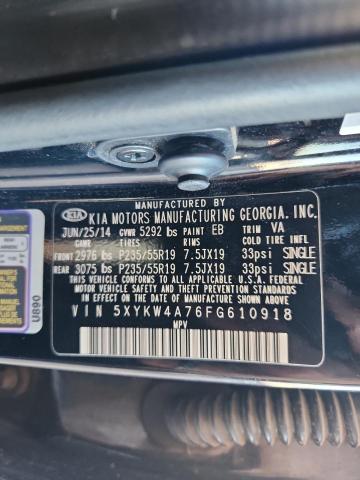 MANUFACTURED BY
KIA KIA MOTORS MANUFACTURING GEORGIA. INC.
JUN/25/14 GVWR 5292 lbs PAINT EB TRIM VA
GAWR TIRES RIMS COLD TIRE INFL
FRONT 2976 lbs P235/55R19 7.5JX19 33psi SINGLE
REAR 3075 lbs P235/55R19 7.5JX19 33psi SINGLE
THIS VEHICLE CONFORMS TO ALL APPLICABLE U.S.A. FEDERAL
MOTOR VEHICLE SAFETY, BUMPER, AND THEFT PREVENTION
STANDARDS IN EFFECT ON THE DATE OF MANUFACTURE SHOWN ABOVE.
VIN 5XYKW4A76FG610918
MPV
U890